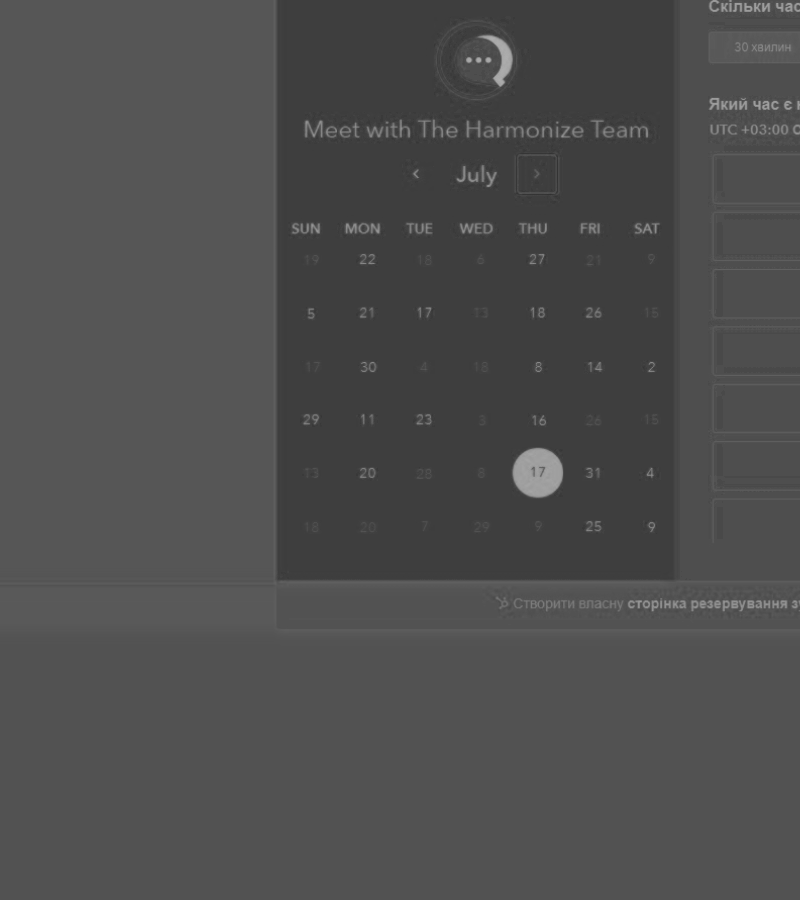 Meet with The Harmonize Team
July
SUN MON TUE WED THU FRI SAT
19 22 18 6 27 21 9
5 21 17 13 18 26 15
17 30 4 18 8 14 2
29 11 23 3 16 26 15
13 20 28 8 17 31 4
18 20 7 29 9 25 9
Скільки час
30 хвилин
Який час є
UTC +03:00
Створити власну сторінка резервування